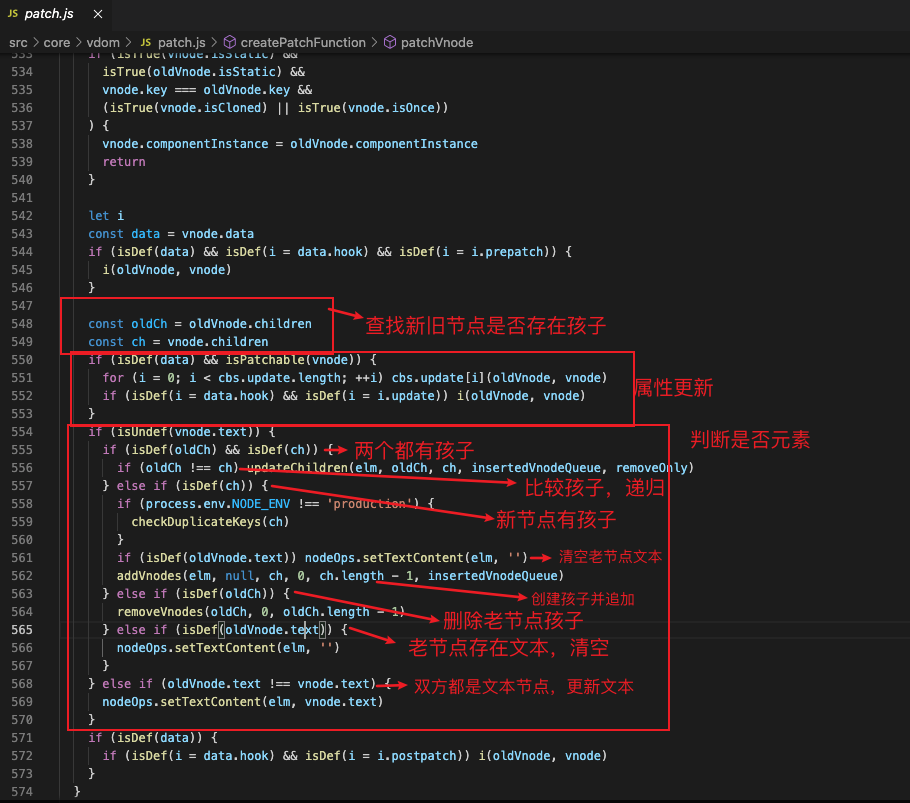 JS patch.js ×
src > core > vdom > JS patch.js > createPatchFunction > patchVnode
533 if (isTrue(vnode.isStatic) &&
534 isTrue(oldVnode.isStatic) &&
535 vnode.key === oldVnode.key &&
536 (isTrue(vnode.isCloned) || isTrue(vnode.isOnce))
537 ) {
538 vnode.componentInstance = oldVnode.componentInstance
539 return
540 }
541
542 let i
543 const data = vnode.data
544 if (isDef(data) && isDef(i = data.hook) && isDef(i = i.prepatch)) {
545 i(oldVnode, vnode)
546 }
547
548 const oldCh = oldVnode.children 查找新旧节点是否存在孩子
549 const ch = vnode.children
550 if (isDef(data) && isPatchable(vnode)) {
551 for (i = 0; i < cbs.update.length; ++i) cbs.update[i](oldVnode, vnode) 属性更新
552 if (isDef(i = data.hook) && isDef(i = i.update)) i(oldVnode, vnode)
553 }
554 if (isUndef(vnode.text)) { 判断是否元素
555 if (isDef(oldCh) && isDef(ch)) { 两个都有孩子
556 if (oldCh !== ch) updateChildren(elm, oldCh, ch, insertedVnodeQueue, removeOnly)
557 } else if (isDef(ch)) { 比较孩子，递归
558 if (process.env.NODE_ENV !== 'production') {
559 checkDuplicateKeys(ch) 新节点有孩子
560 }
561 if (isDef(oldVnode.text)) nodeOps.setTextContent(elm, '') 清空老节点文本
562 addVnodes(elm, null, ch, 0, ch.length - 1, insertedVnodeQueue)
563 } else if (isDef(oldCh)) { 创建孩子并追加
564 removeVnodes(oldCh, 0, oldCh.length - 1) 删除老节点孩子
565 } else if (isDef(oldVnode.text)) {
566 nodeOps.setTextContent(elm, '') 老节点存在文本，清空
567 }
568 } else if (oldVnode.text !== vnode.text) { 双方都是文本节点，更新文本
569 nodeOps.setTextContent(elm, vnode.text)
570 }
571 if (isDef(data)) {
572 if (isDef(i = data.hook) && isDef(i = i.postpatch)) i(oldVnode, vnode)
573 }
574 }